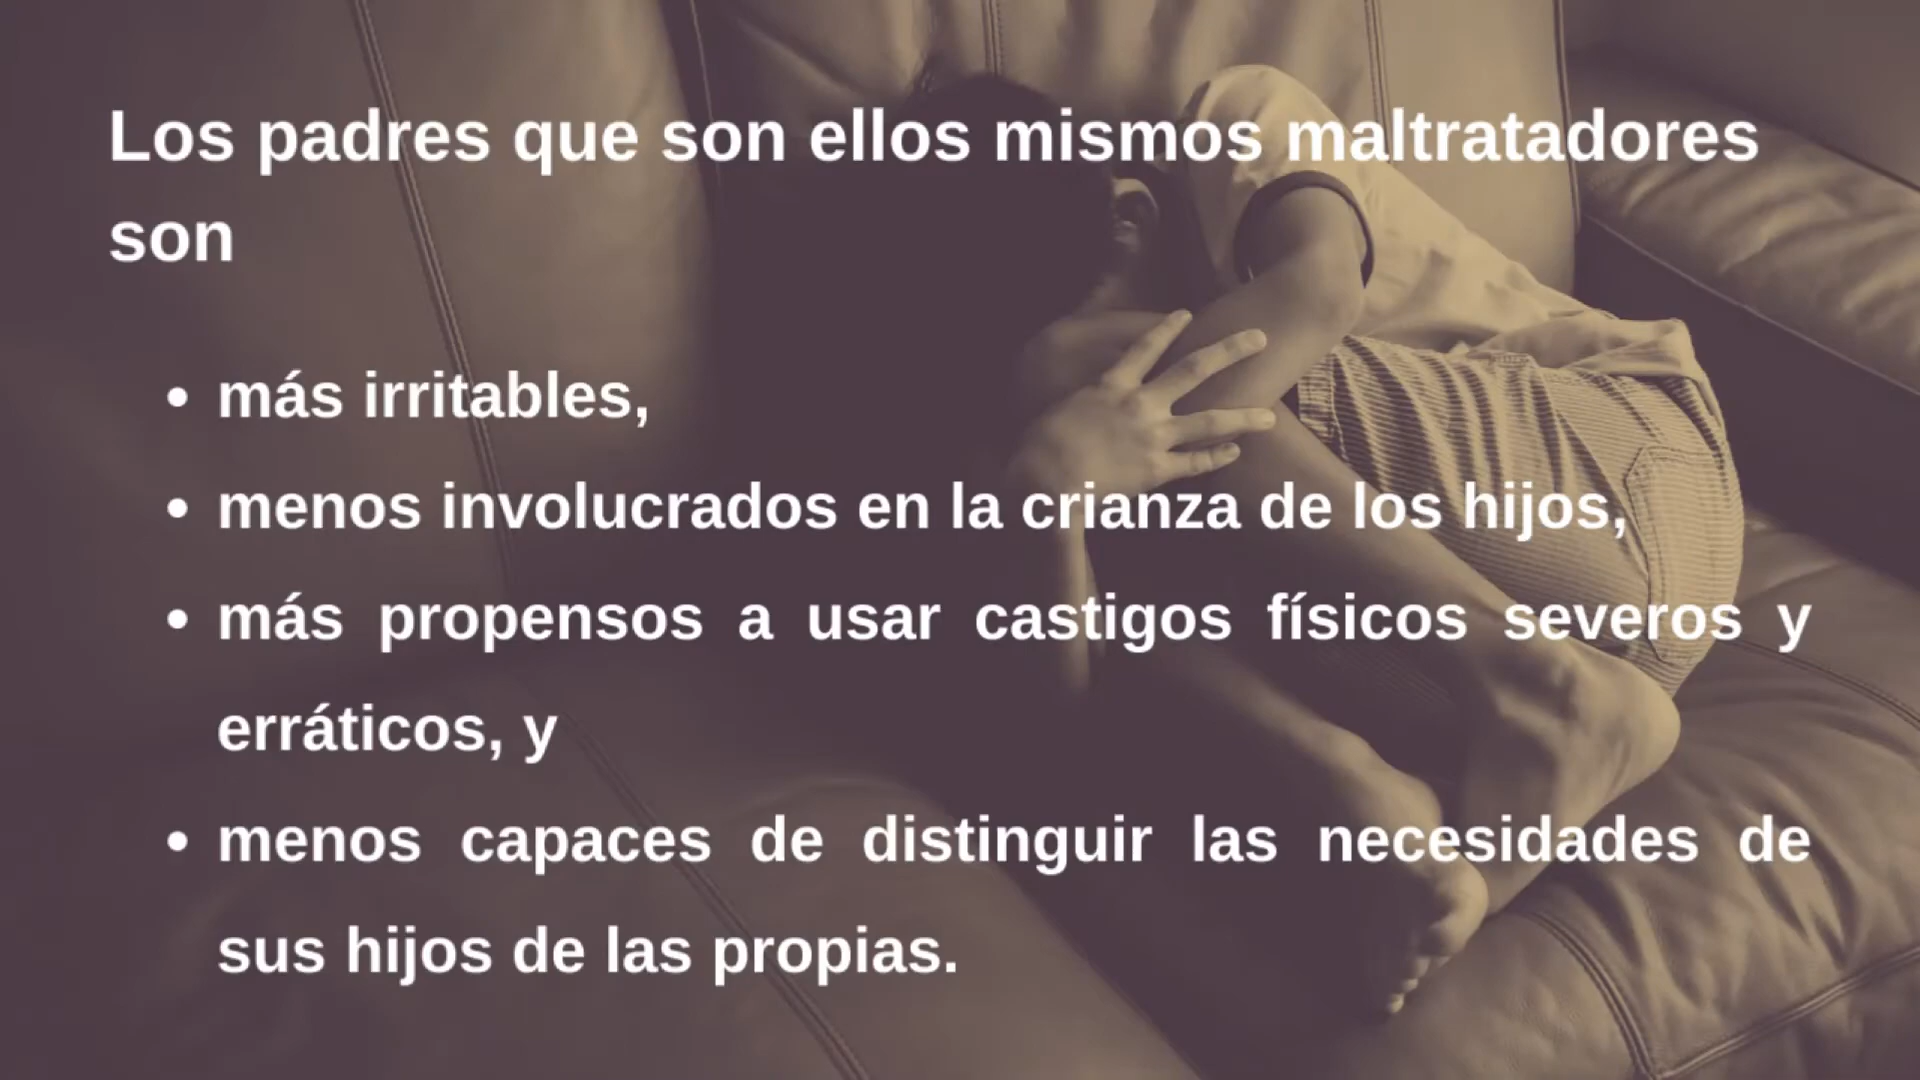 Los padres que son ellos mismos maltratadores
son
• más irritables,
• menos involucrados en la crianza de los hijos,
• más propensos a usar castigos físicos severos y
erráticos, y
• menos capaces de distinguir las necesidades de
sus hijos de las propias.